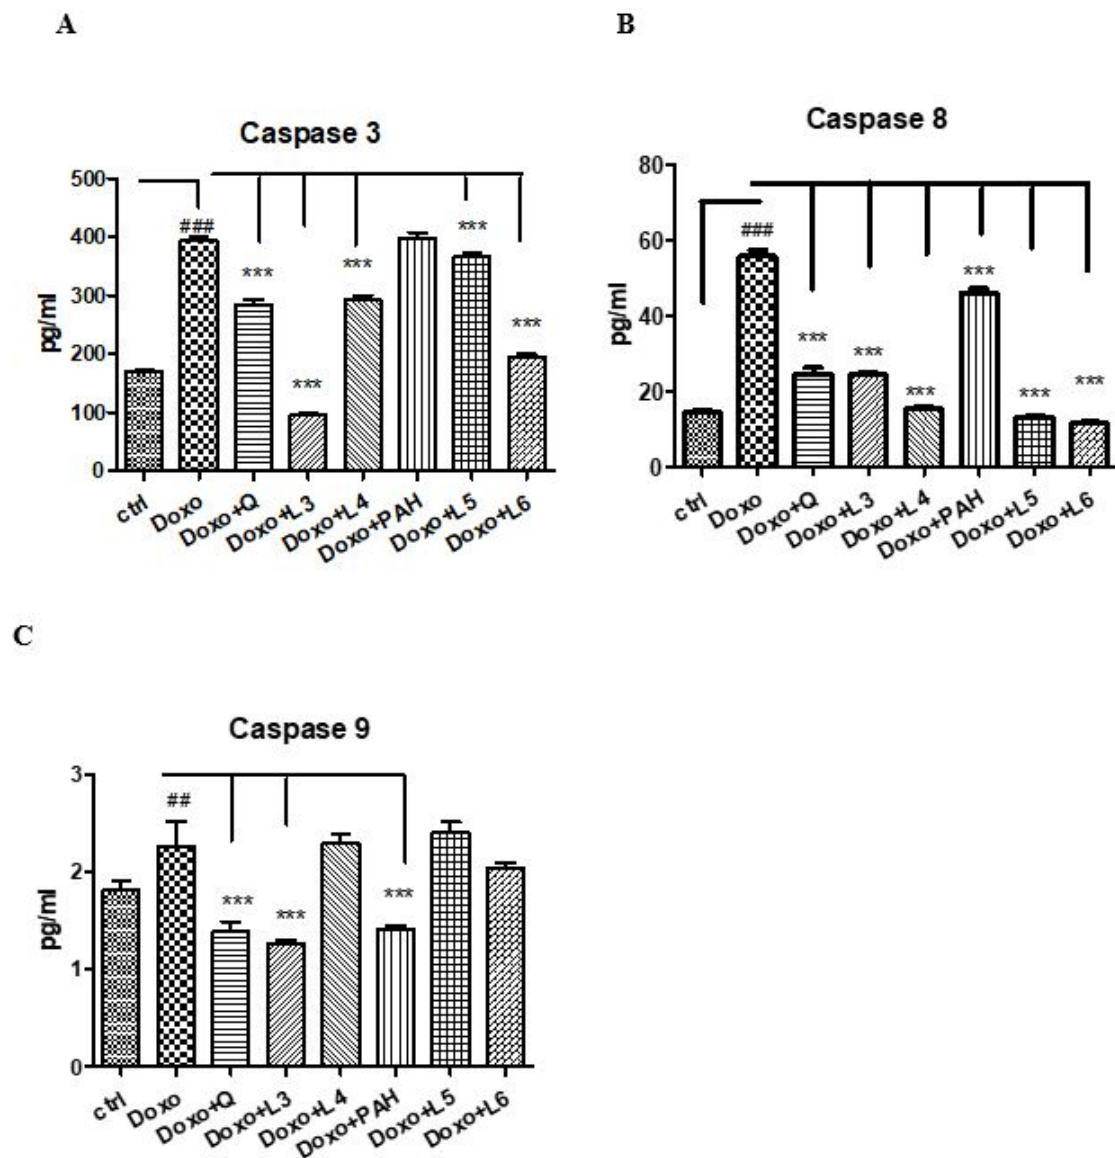 A
B
Caspase 3
Caspase 8
500
400
300
200
100
0
pg/ml
###
***
***
***
***
***
ctrl
Doxo
Doxo+Q
Doxo+L3
Doxo+L4
Doxo+PAH
Doxo+L5
Doxo+L6
80
60
40
20
0
pg/ml
###
***
***
***
***
***
***
ctrl
Doxo
Doxo+Q
Doxo+L3
Doxo+L4
Doxo+PAH
Doxo+L5
Doxo+L6
C
Caspase 9
3
2
1
0
pg/ml
##
***
***
***
ctrl
Doxo
Doxo+Q
Doxo+L3
Doxo+L4
Doxo+PAH
Doxo+L5
Doxo+L6